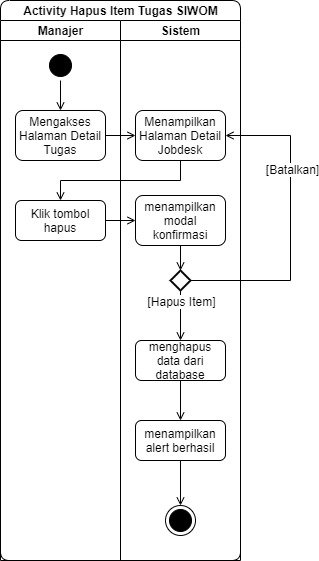 Activity Hapus Item Tugas SIWOM
Manajer
Sistem
Mengakses
Halaman Detail
Tugas
Menampilkan
Halaman Detail
Jobdesk
[Batalkan]
Klik tombol
hapus
menampilkan
modal
konfirmasi
[Hapus Item]
menghapus
data dari
database
menampilkan
alert berhasil